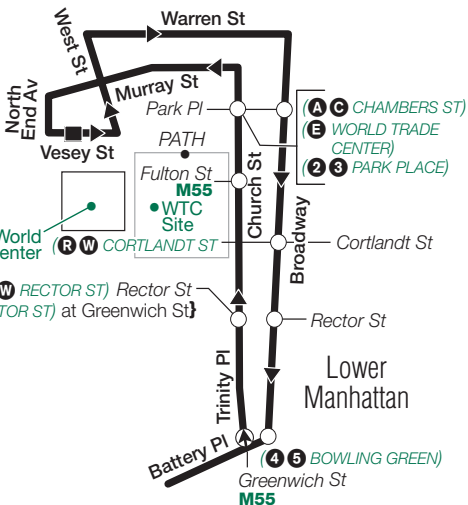 Warren St
West St
Murray St
North
End Av
Vesey St
Park Pl
(A C CHAMBERS ST)
(E WORLD TRADE
CENTER)
(2 3 PARK PLACE)
PATH
Fulton St
M55
WTC
Site
Church St
Broadway
World
enter
(R W CORTLANDT ST
Cortlandt St
W RECTOR ST) Rector St
TOR ST) at Greenwich St}
Rector St
Trinity Pl
Lower
Manhattan
Battery Pl
(4 5 BOWLING GREEN)
Greenwich St
M55